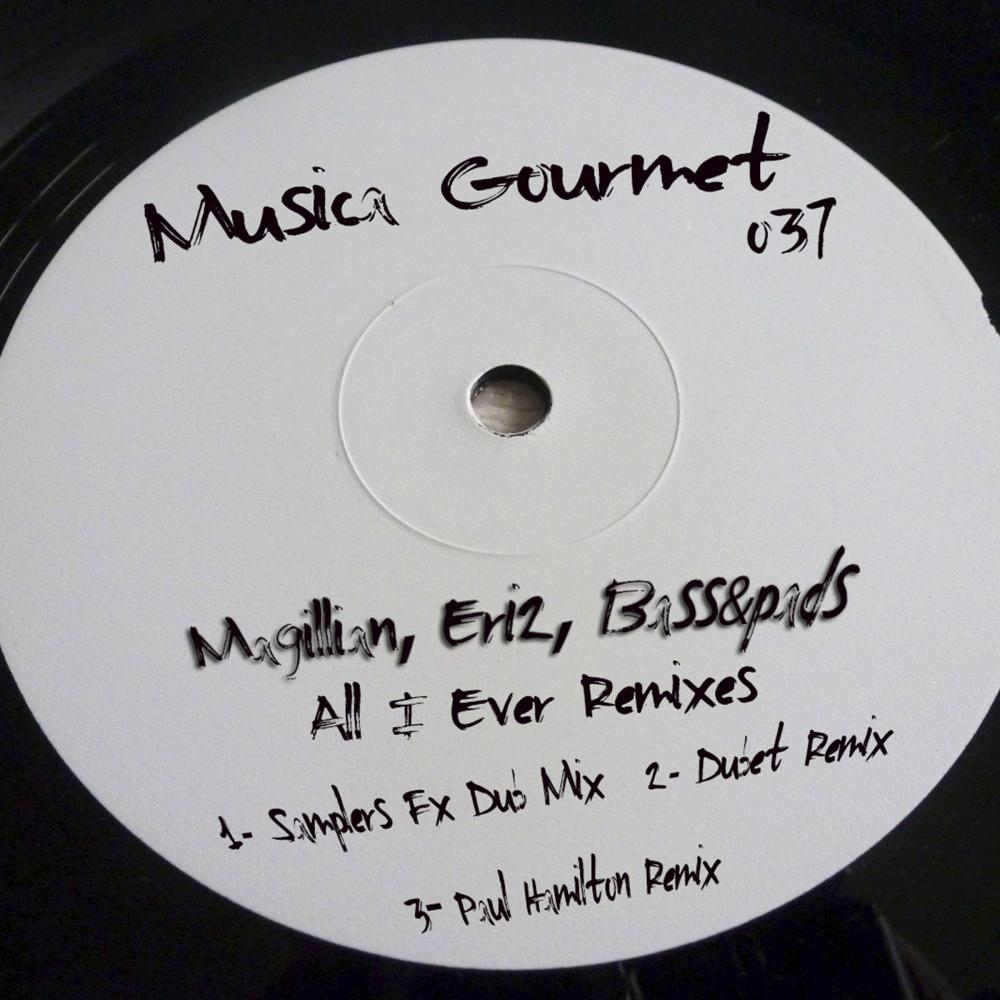 Musica Gourmet
037
Magillian, Eri2, Bass&pads
All I Ever Remixes
1- Samplers Fx Dub Mix 2- Dubet Remix
3- Paul Hamilton Remix